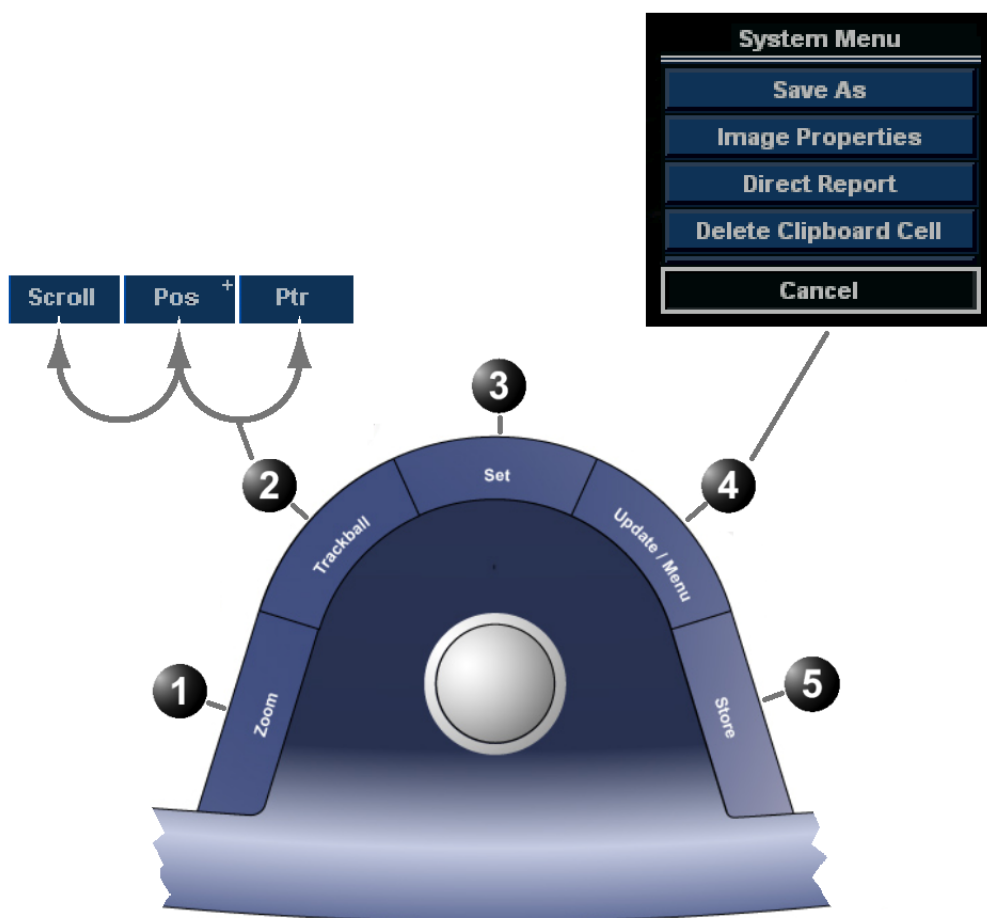 System Menu
Save As
Image Properties
Direct Report
Delete Clipboard Cell
Cancel
Scroll Pos + Ptr
3
2
4
Set
Trackball
Update / Menu
1
5
Zoom
Store